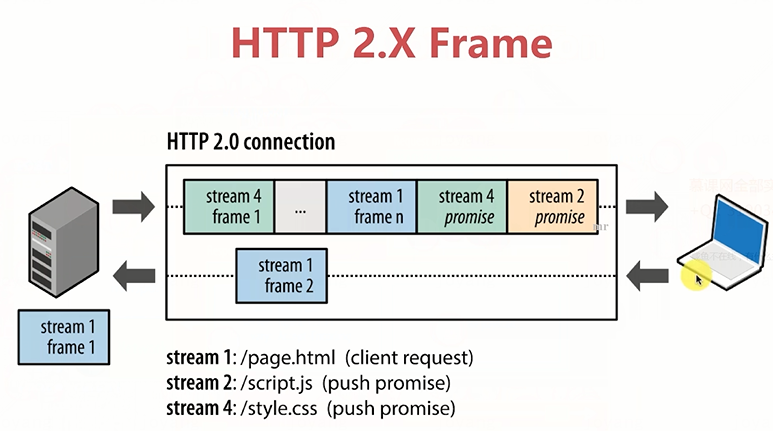 HTTP 2.X Frame
HTTP 2.0 connection
stream 4
frame 1
...
stream 1
frame n
stream 4
promise
stream 2
promise
stream 1
frame 2
stream 1
frame 1
stream 1: /page.html (client request)
stream 2: /script.js (push promise)
stream 4: /style.css (push promise)